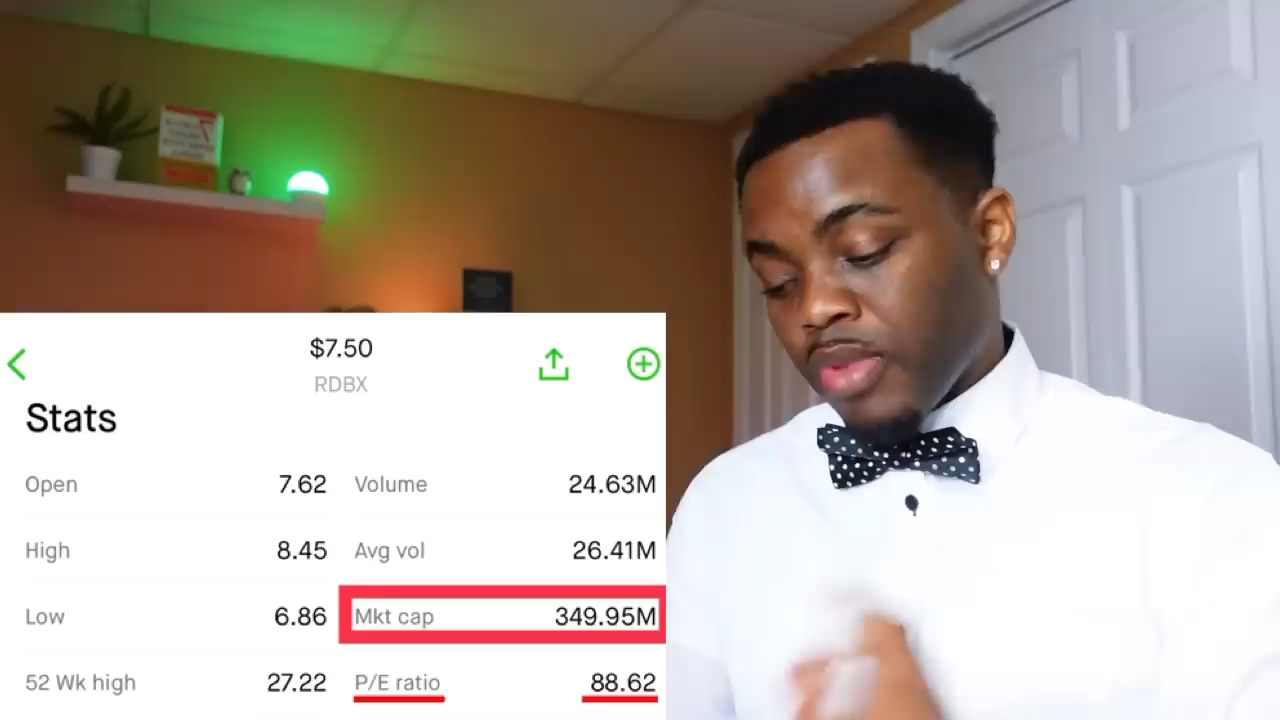 $7.50
RDBX
Stats
Open 7.62 Volume 24.63M
High 8.45 Avg vol 26.41M
Low 6.86 Mkt cap 349.95M
52 Wk high 27.22 P/E ratio 88.62